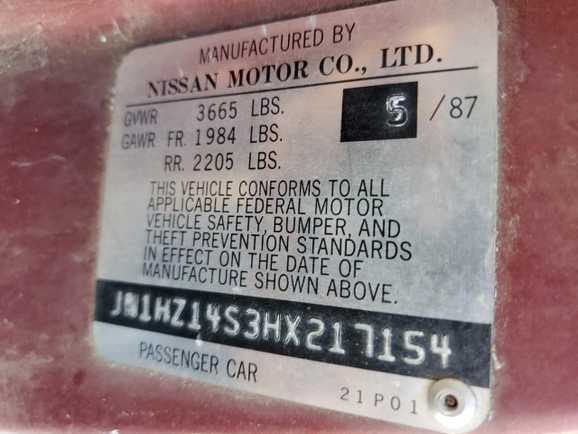 MANUFACTURED BY
NISSAN MOTOR CO., LTD.
GVWR 3665 LBS. 5 / 87
GAWR FR. 1984 LBS.
RR. 2205 LBS.
THIS VEHICLE CONFORMS TO ALL
APPLICABLE FEDERAL MOTOR
VEHICLE SAFETY, BUMPER, AND
THEFT PREVENTION STANDARDS
IN EFFECT ON THE DATE OF
MANUFACTURE SHOWN ABOVE.
JN1HZ14S3HX217154
PASSENGER CAR
21P01